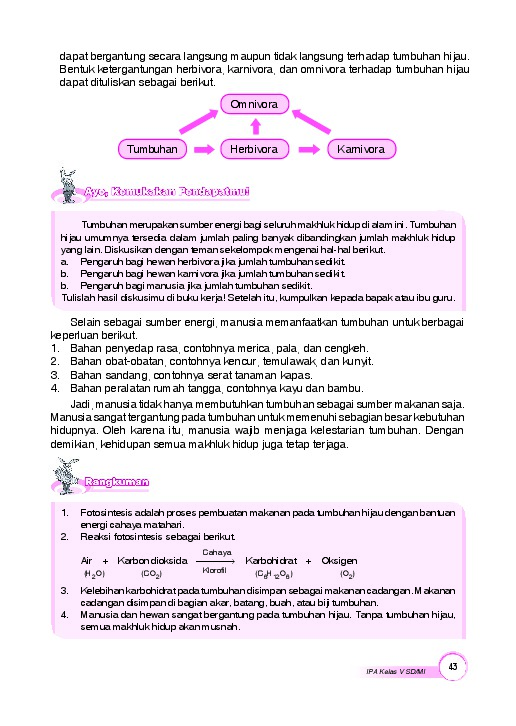 dapat bergantung secara langsung maupun tidak langsung terhadap tumbuhan hijau.
Bentuk ketergantungan herbivora, karnivora, dan omnivora terhadap tumbuhan hijau
dapat dituliskan sebagai berikut.
Omnivora
Tumbuhan Herbivora Karnivora
Ayo, Kemukakan Pendapatmu!
Tumbuhan merupakan sumber energi bagi seluruh makhluk hidup di alam ini. Tumbuhan
hijau umumnya tersedia dalam jumlah paling banyak dibandingkan jumlah makhluk hidup
yang lain. Diskusikan dengan teman sekelompok mengenai hal-hal berikut.
a. Pengaruh bagi hewan herbivora jika jumlah tumbuhan sedikit.
b. Pengaruh bagi hewan karnivora jika jumlah tumbuhan sedikit.
b. Pengaruh bagi manusia jika jumlah tumbuhan sedikit.
Tulislah hasil diskusimu di buku kerja! Setelah itu, kumpulkan kepada bapak atau ibu guru.
Selain sebagai sumber energi, manusia memanfaatkan tumbuhan untuk berbagai
keperluan berikut.
1. Bahan penyedap rasa, contohnya merica, pala, dan cengkeh.
2. Bahan obat-obatan, contohnya kencur, temulawak, dan kunyit.
3. Bahan sandang, contohnya serat tanaman kapas.
4. Bahan peralatan rumah tangga, contohnya kayu dan bambu.
Jadi, manusia tidak hanya membutuhkan tumbuhan sebagai sumber makanan saja.
Manusia sangat tergantung pada tumbuhan untuk memenuhi sebagian besar kebutuhan
hidupnya. Oleh karena itu, manusia wajib menjaga kelestarian tumbuhan. Dengan
demikian, kehidupan semua makhluk hidup juga tetap terjaga.
Rangkuman
1. Fotosintesis adalah proses pembuatan makanan pada tumbuhan hijau dengan bantuan
energi cahaya matahari.
2. Reaksi fotosintesis sebagai berikut.
Cahaya
Air + Karbondioksida Karbohidrat + Oksigen
Klorofil
(H2O) (CO2) (C6H12O6) (O2)
3. Kelebihan karbohidrat pada tumbuhan disimpan sebagai makanan cadangan. Makanan
cadangan disimpan di bagian akar, batang, buah, atau biji tumbuhan.
4. Manusia dan hewan sangat bergantung pada tumbuhan hijau. Tanpa tumbuhan hijau,
semua makhluk hidup akan musnah.
IPA Kelas V SD/MI 43